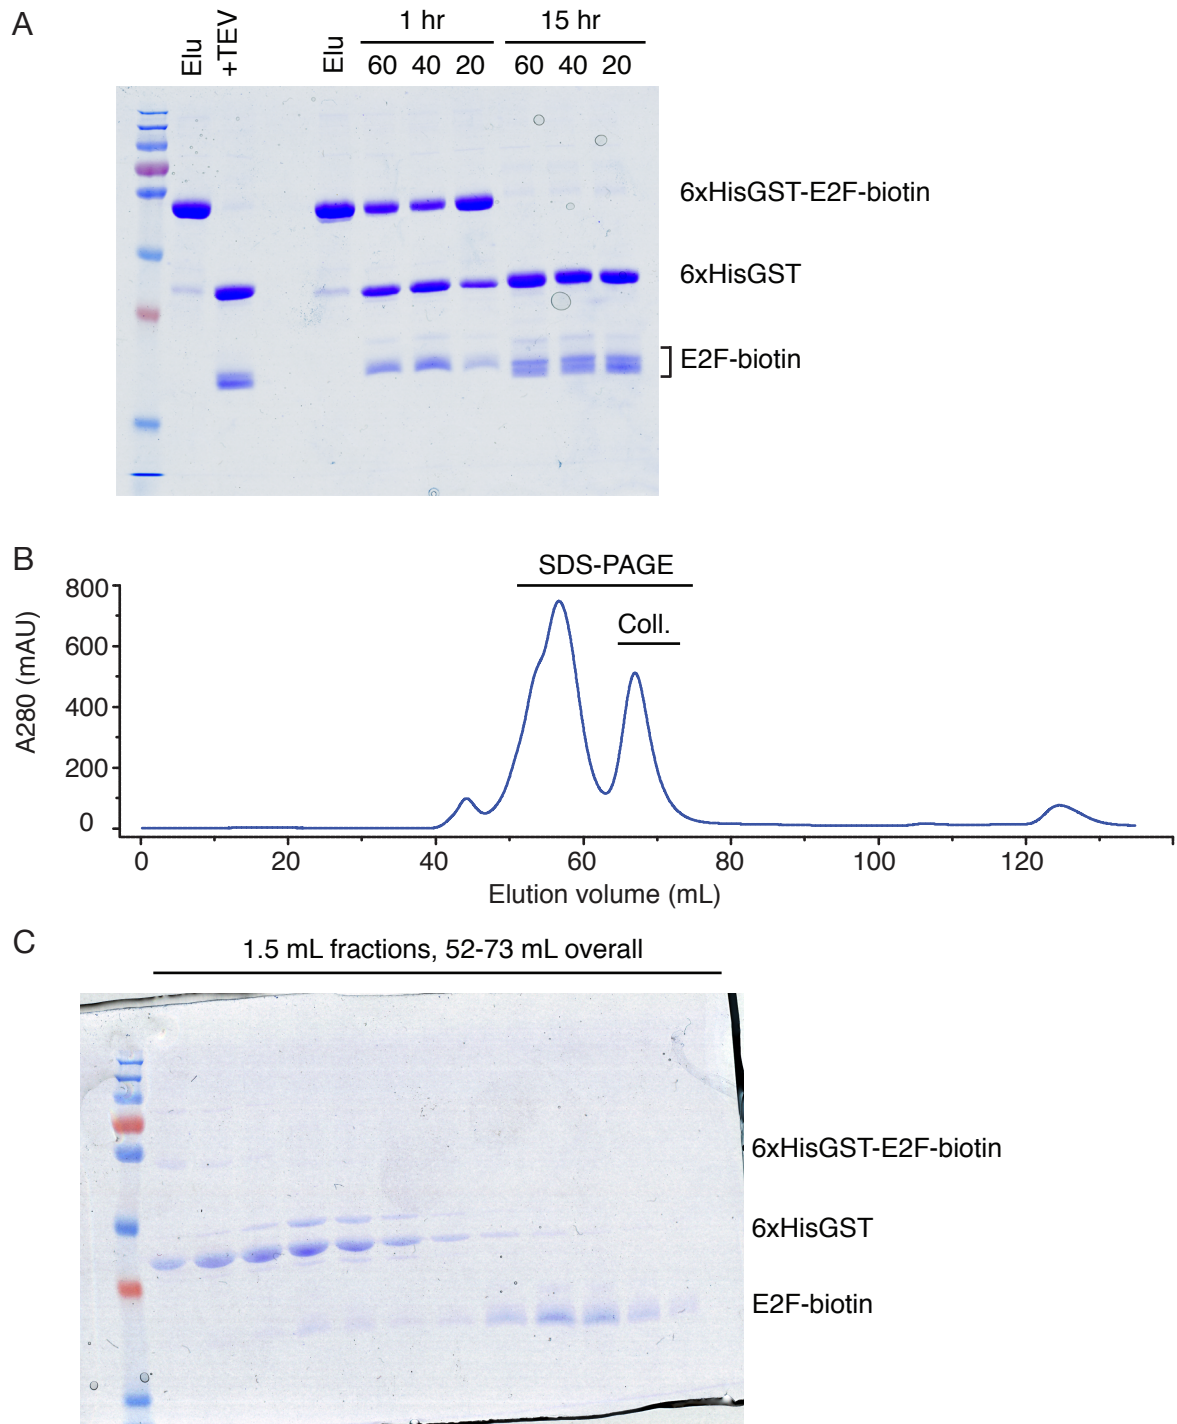 A
Elu
+TEV
Elu
1 hr
15 hr
60 40 20 60 40 20
6xHisGST-E2F-biotin
6xHisGST
E2F-biotin
B
SDS-PAGE
Coll.
A280 (mAU)
800
600
400
200
0
0 20 40 60 80 100 120
Elution volume (mL)
C
1.5 mL fractions, 52-73 mL overall
6xHisGST-E2F-biotin
6xHisGST
E2F-biotin